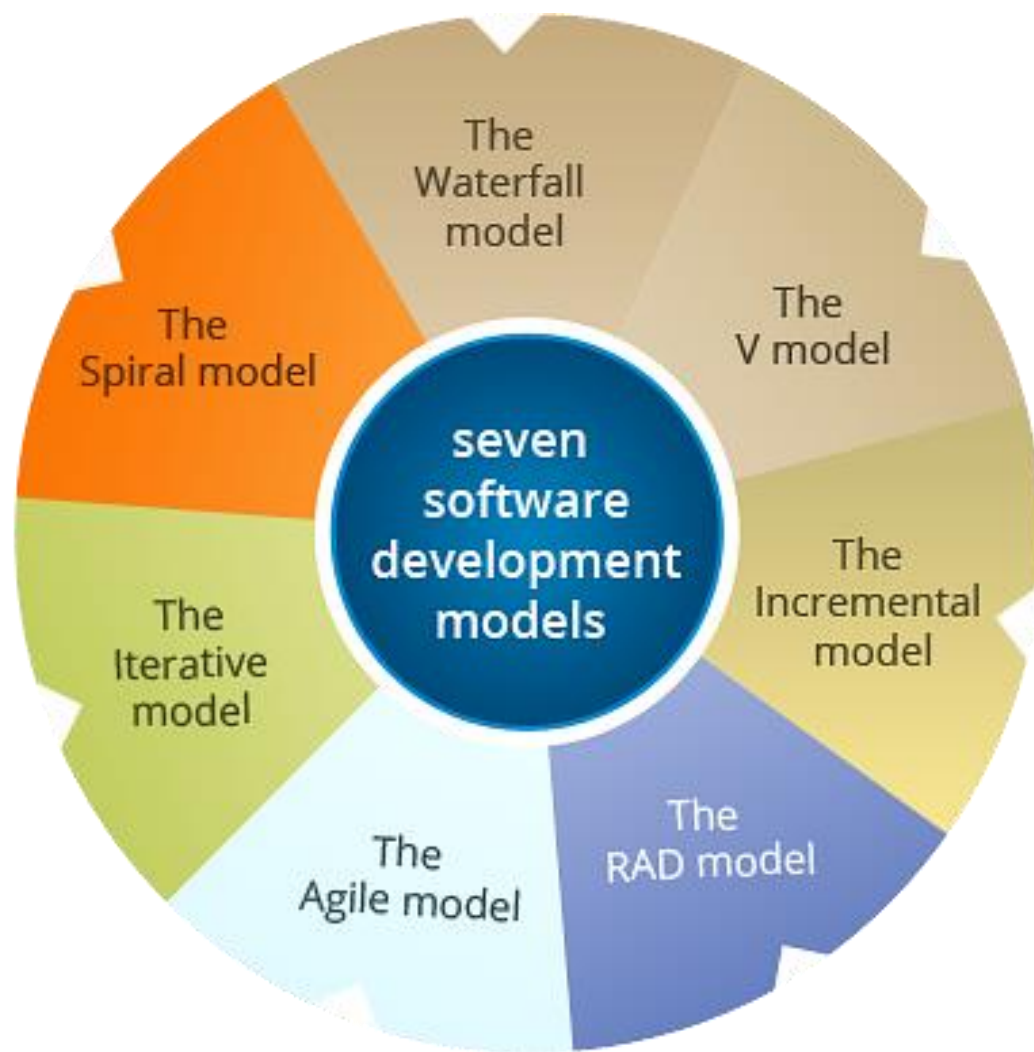 The
Waterfall
model
The
V model
The
Incremental
model
The
RAD model
The
Agile model
The
Iterative
model
The
Spiral model
seven
software
development
models